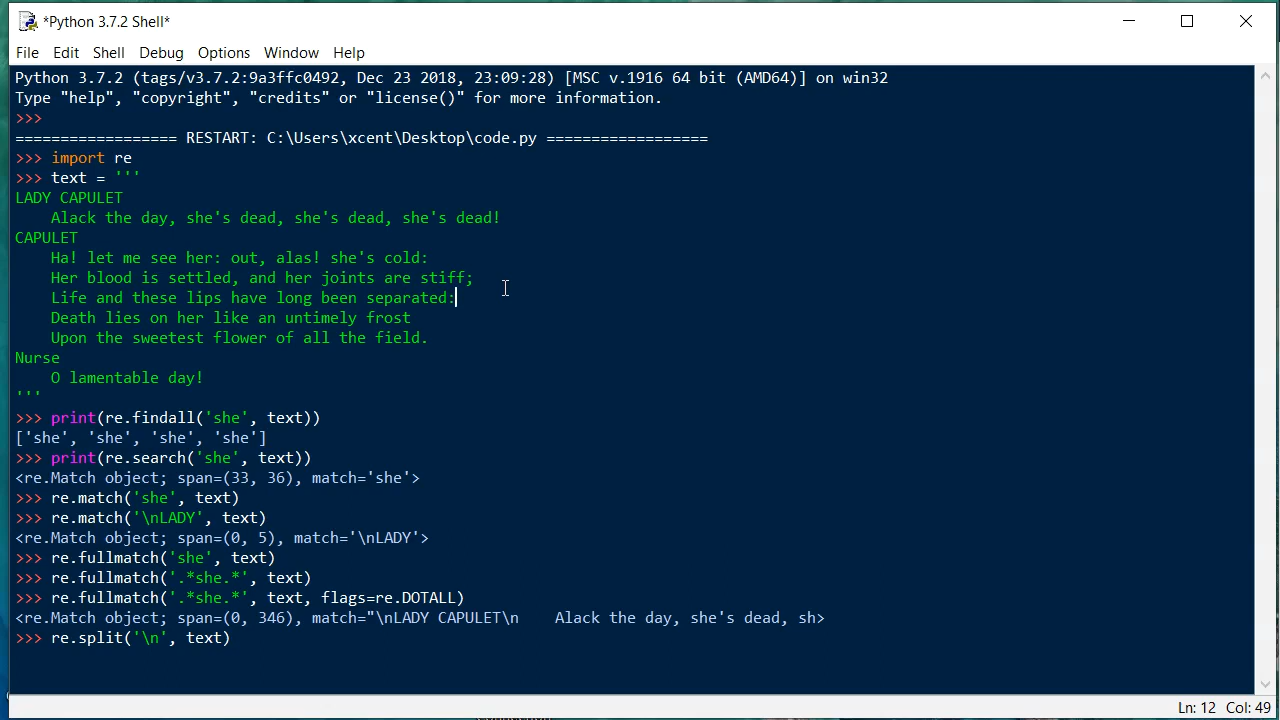 *Python 3.7.2 Shell*
File Edit Shell Debug Options Window Help
Python 3.7.2 (tags/v3.7.2:9a3ffc0492, Dec 23 2018, 23:09:28) [MSC v.1916 64 bit (AMD64)] on win32
Type "help", "copyright", "credits" or "license()" for more information.
>>>
================== RESTART: C:\Users\xcent\Desktop\code.py ==================
>>> import re
>>> text = '''
LADY CAPULET
    Alack the day, she's dead, she's dead, she's dead!
CAPULET
    Ha! let me see her: out, alas! she's cold:
    Her blood is settled, and her joints are stiff;
    Life and these lips have long been separated:
    Death lies on her like an untimely frost
    Upon the sweetest flower of all the field.
Nurse
    O lamentable day!
'''
>>> print(re.findall('she', text))
['she', 'she', 'she', 'she']
>>> print(re.search('she', text))
<re.Match object; span=(33, 36), match='she'>
>>> re.match('she', text)
>>> re.match('\nLADY', text)
<re.Match object; span=(0, 5), match='\nLADY'>
>>> re.fullmatch('she', text)
>>> re.fullmatch('.*she.*', text)
>>> re.fullmatch('.*she.*', text, flags=re.DOTALL)
<re.Match object; span=(0, 346), match="\nLADY CAPULET\n    Alack the day, she's dead, sh>
>>> re.split('\n', text)
Ln: 12 Col: 49